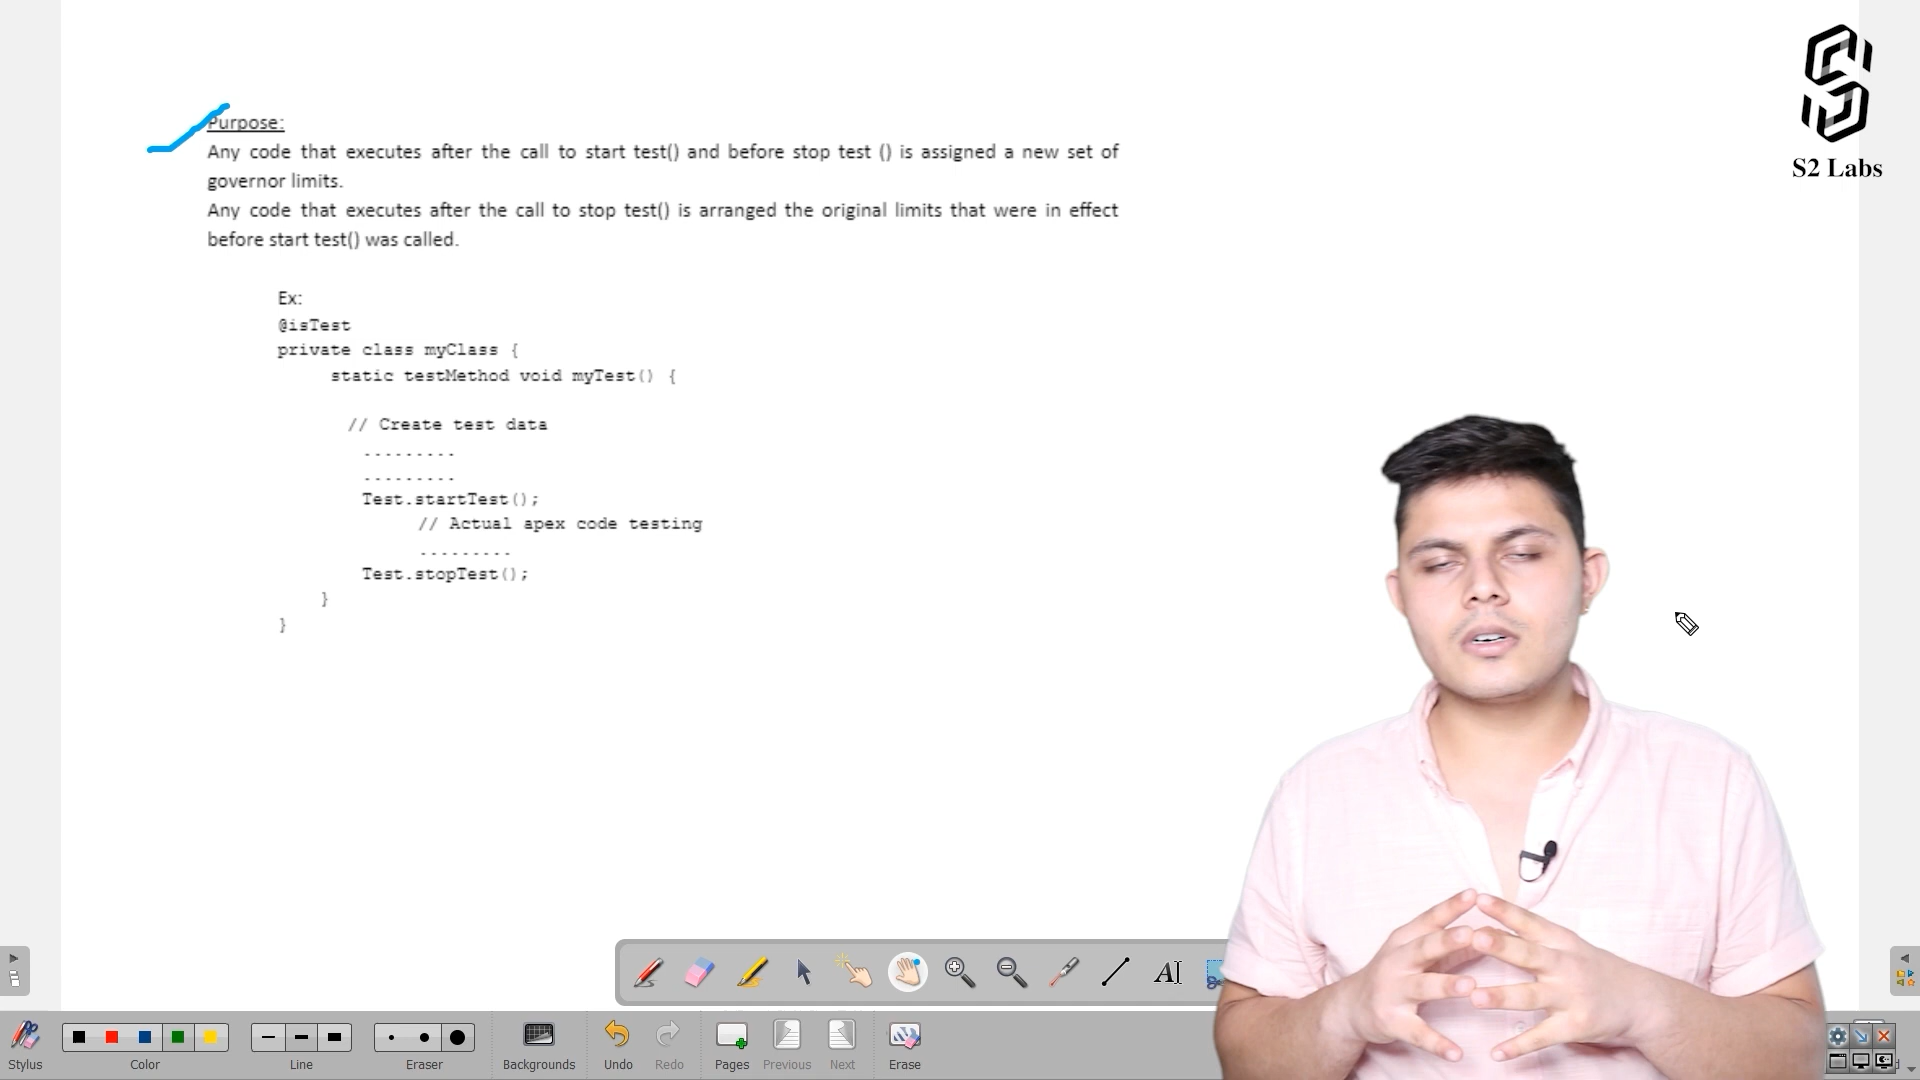 S2 Labs
Purpose:
Any code that executes after the call to start test() and before stop test () is assigned a new set of
governor limits.
Any code that executes after the call to stop test() is arranged the original limits that were in effect
before start test() was called.
Ex:
@isTest
private class myClass {
static testMethod void myTest() {
// Create test data
.........
.........
Test.startTest();
// Actual apex code testing
.........
Test.stopTest();
}
}
Stylus
Color
Line
Eraser
Backgrounds
Undo
Redo
Pages
Previous
Next
Erase